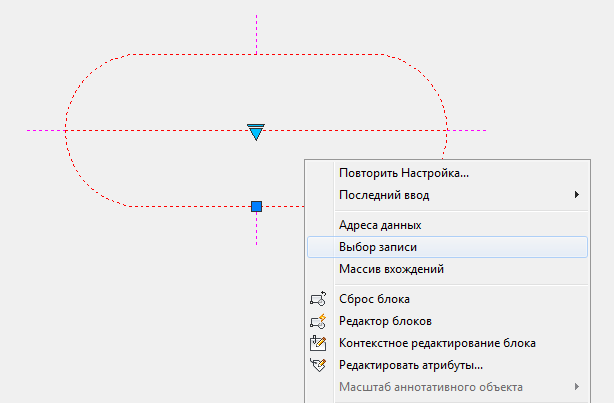 Повторить Настройка...
Последний ввод
Адреса данных
Выбор записи
Массив вхождений
Сброс блока
Редактор блоков
Контекстное редактирование блока
Редактировать атрибуты...
Масштаб аннотативного объекта